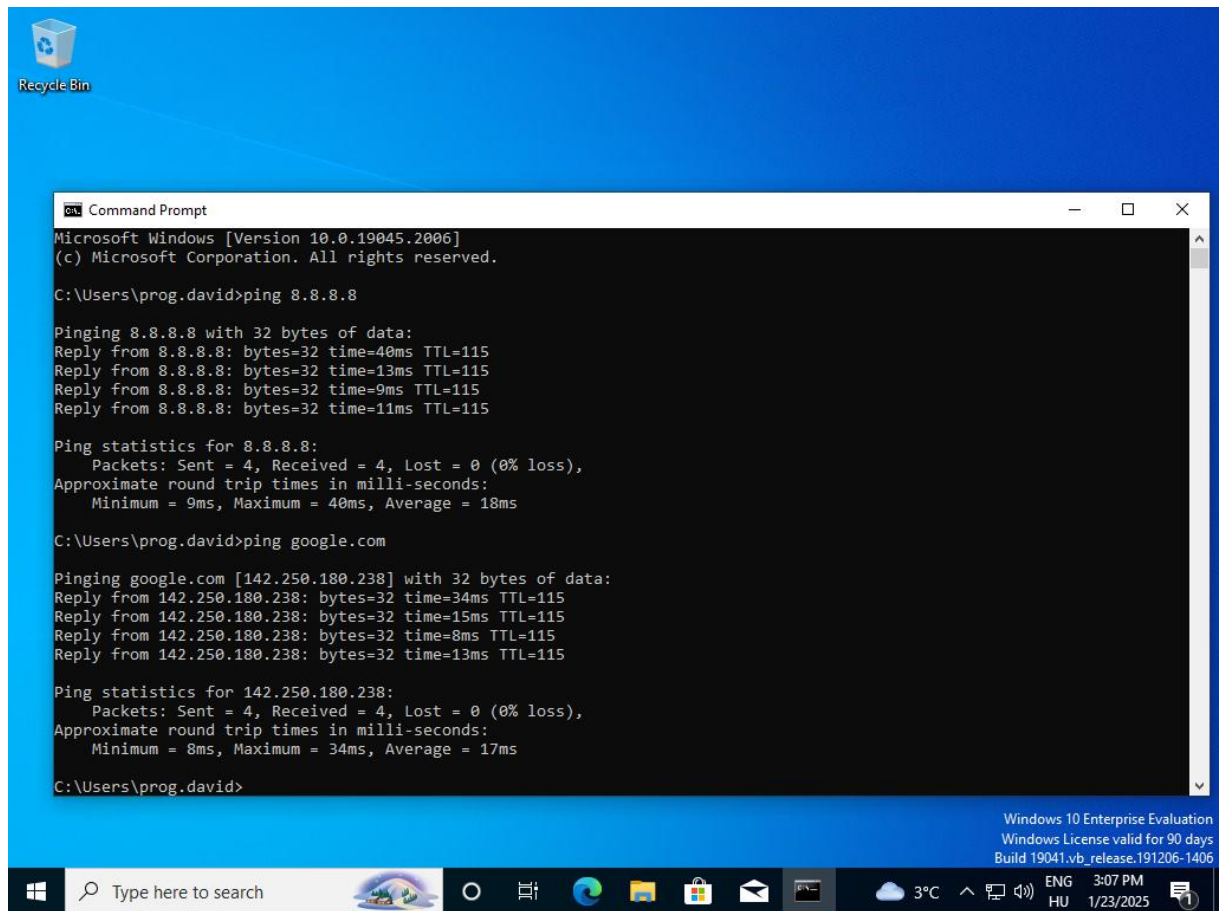 Recycle Bin
Command Prompt
Microsoft Windows [Version 10.0.19045.2006]
(c) Microsoft Corporation. All rights reserved.
C:\Users\prog.david>ping 8.8.8.8
Pinging 8.8.8.8 with 32 bytes of data:
Reply from 8.8.8.8: bytes=32 time=40ms TTL=115
Reply from 8.8.8.8: bytes=32 time=13ms TTL=115
Reply from 8.8.8.8: bytes=32 time=9ms TTL=115
Reply from 8.8.8.8: bytes=32 time=11ms TTL=115
Ping statistics for 8.8.8.8:
    Packets: Sent = 4, Received = 4, Lost = 0 (0% loss),
Approximate round trip times in milli-seconds:
    Minimum = 9ms, Maximum = 40ms, Average = 18ms
C:\Users\prog.david>ping google.com
Pinging google.com [142.250.180.238] with 32 bytes of data:
Reply from 142.250.180.238: bytes=32 time=34ms TTL=115
Reply from 142.250.180.238: bytes=32 time=15ms TTL=115
Reply from 142.250.180.238: bytes=32 time=8ms TTL=115
Reply from 142.250.180.238: bytes=32 time=13ms TTL=115
Ping statistics for 142.250.180.238:
    Packets: Sent = 4, Received = 4, Lost = 0 (0% loss),
Approximate round trip times in milli-seconds:
    Minimum = 8ms, Maximum = 34ms, Average = 17ms
C:\Users\prog.david>
Windows 10 Enterprise Evaluation
Windows License valid for 90 days
Build 19041.vb_release.191206-1406
Type here to search
3°C
ENG
HU
3:07 PM
1/23/2025
1